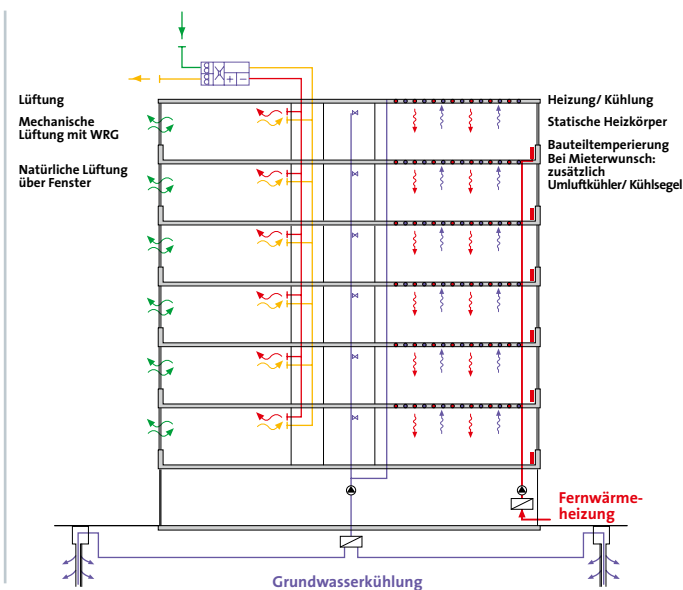 Lüftung
Mechanische
Lüftung mit WRG
Natürliche Lüftung
über Fenster
Heizung/ Kühlung
Statische Heizkörper
Bauteiltemperierung
Bei Mieterwunsch:
zusätzlich
Umluftkühler/ Kühlsegel
Fernwärme-
heizung
Grundwasserkühlung